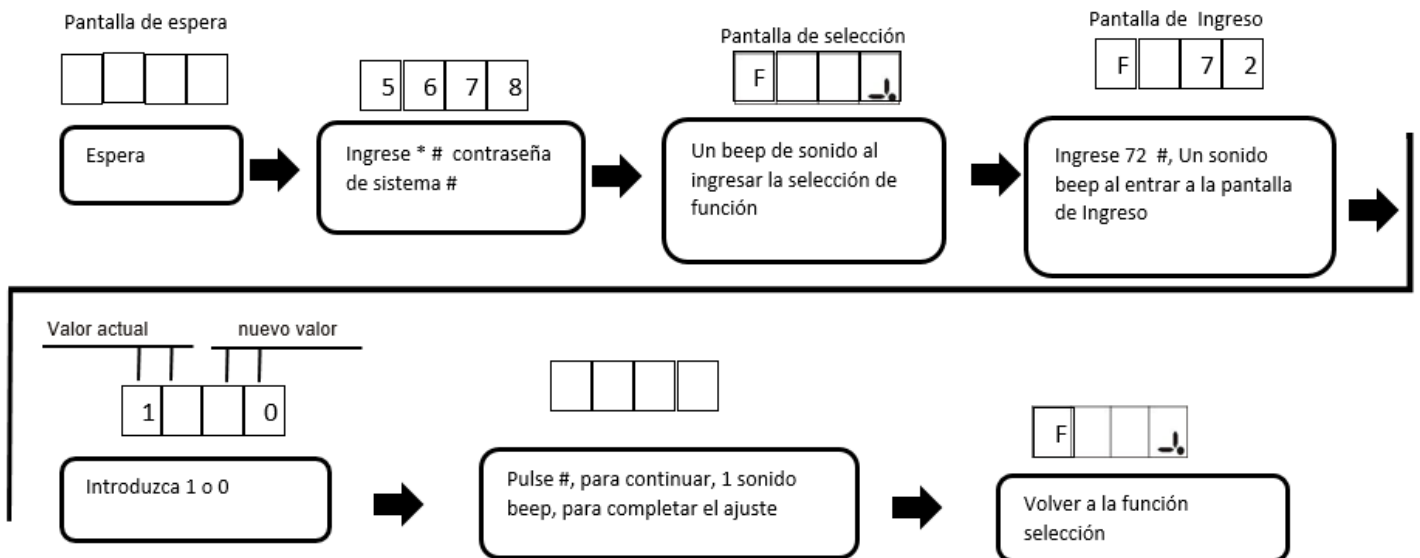 Pantalla de espera
5 6 7 8
Pantalla de selección
F
Pantalla de Ingreso
F 7 2
Espera
Ingrese * # contraseña
de sistema #
Un beep de sonido al
ingresar la selección de
función
Ingrese 72 #, Un sonido
beep al entrar a la pantalla
de Ingreso
Valor actual
nuevo valor
1 0
Introduzca 1 o 0
Pulse #, para continuar, 1 sonido
beep, para completar el ajuste
F
Volver a la función
selección